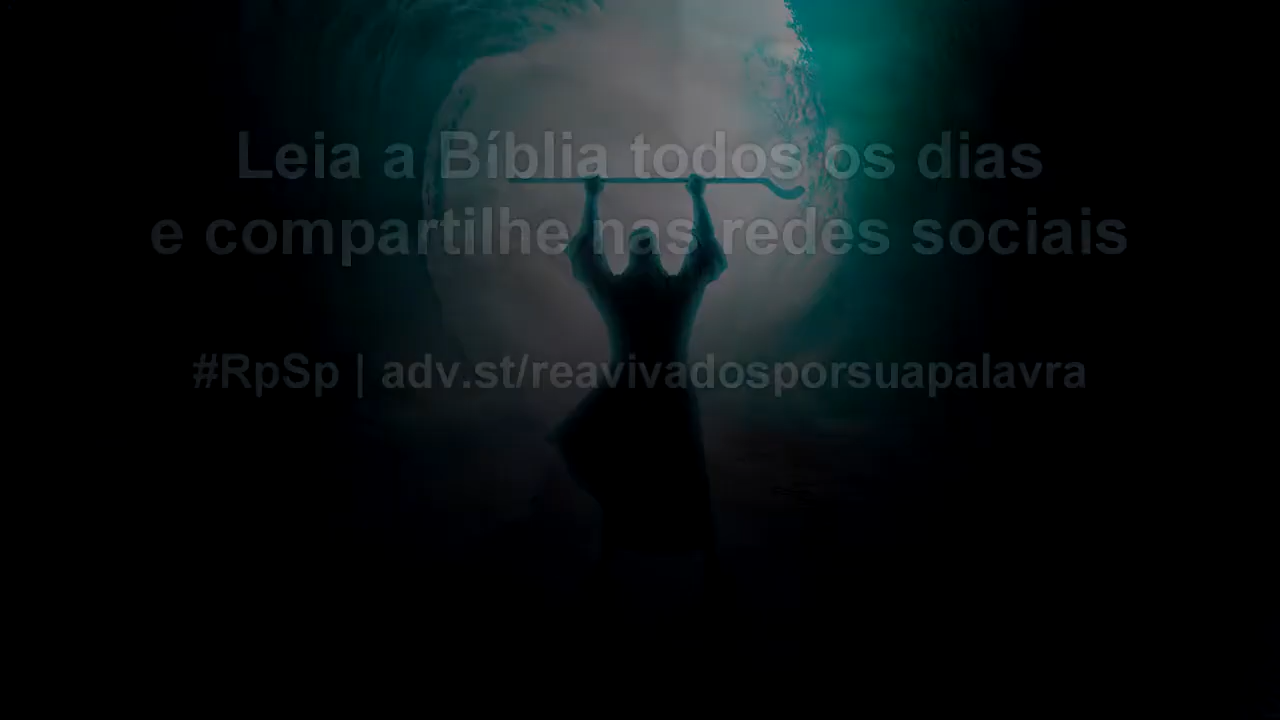 Leia a Bíblia todos os dias
e compartilhe nas redes sociais
#RpSp | adv.st/reavivadosporsuapalavra